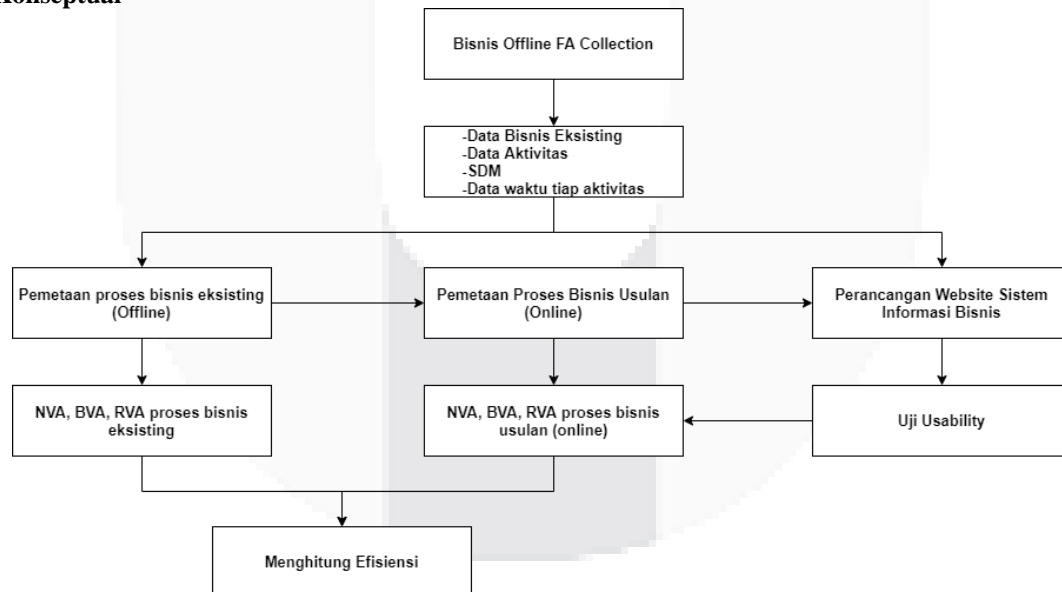 Konseptual
Bisnis Offline FA Collection
-Data Bisnis Eksisting
-Data Aktivitas
-SDM
-Data waktu tiap aktivitas
Pemetaan proses bisnis eksisting
(Offline)
Pemetaan Proses Bisnis Usulan
(Online)
Perancangan Website Sistem
Informasi Bisnis
NVA, BVA, RVA proses bisnis
eksisting
NVA, BVA, RVA proses bisnis
usulan (online)
Uji Usability
Menghitung Efisiensi